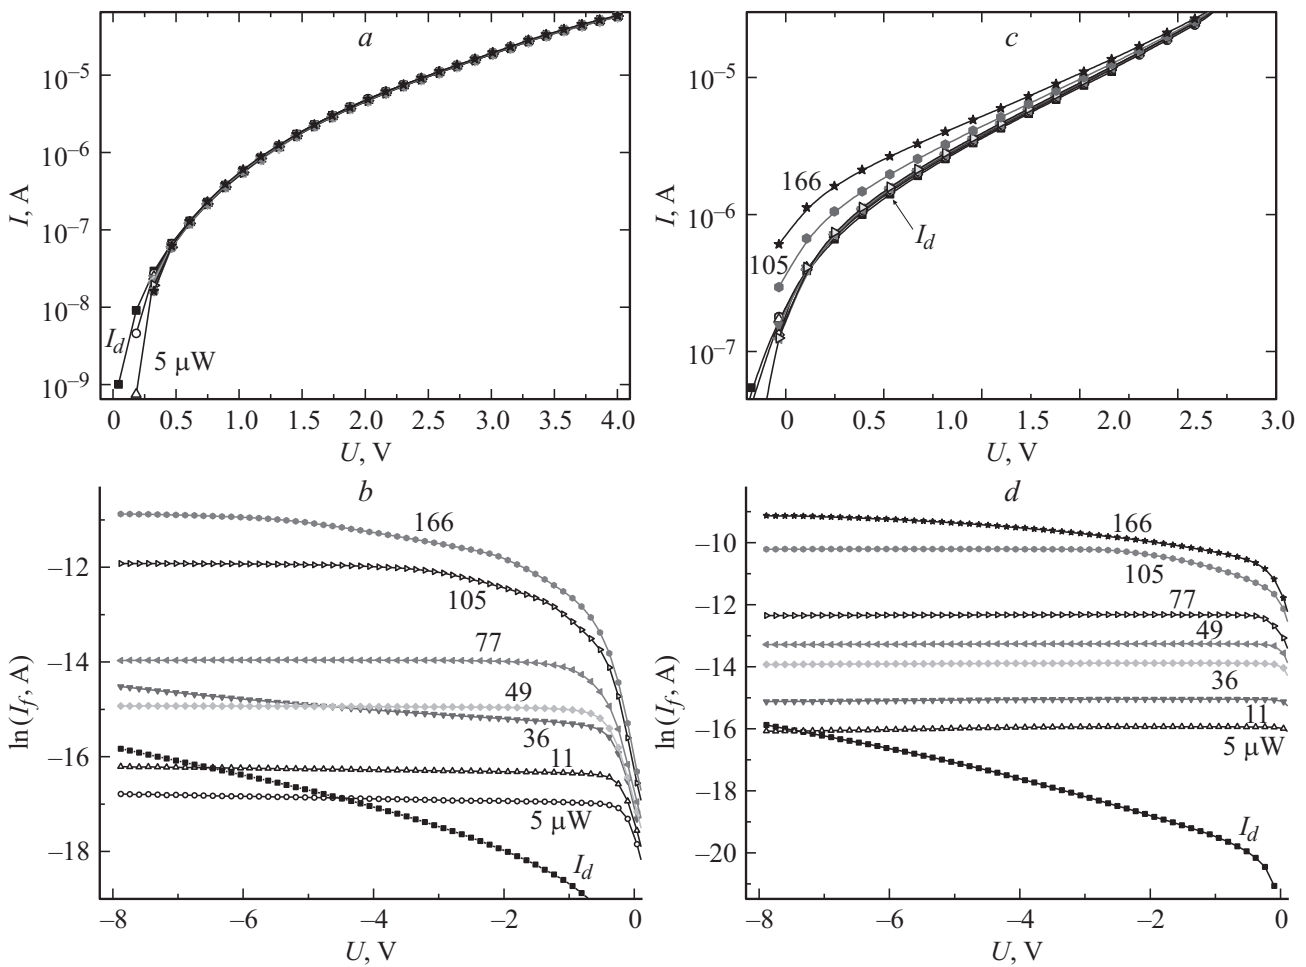 a
10⁻⁵
10⁻⁶
10⁻⁷
10⁻⁸
10⁻⁹
I, A
I_d
5 μW
0 0.5 1.0 1.5 2.0 2.5 3.0 3.5 4.0
U, V
c
10⁻⁵
10⁻⁶
10⁻⁷
I, A
166
105
I_d
0 0.5 1.0 1.5 2.0 3.0
U, V
b
−12
−14
−16
−18
ln (I_f, A)
166
105
77
49
36
11
5 μW
I_d
−8 −6 −4 −2 0
U, V
d
−10
−12
−14
−16
−18
−20
ln (I_f, A)
166
105
77
49
36
11
5 μW
I_d
−8 −6 −4 −2 0
U, V